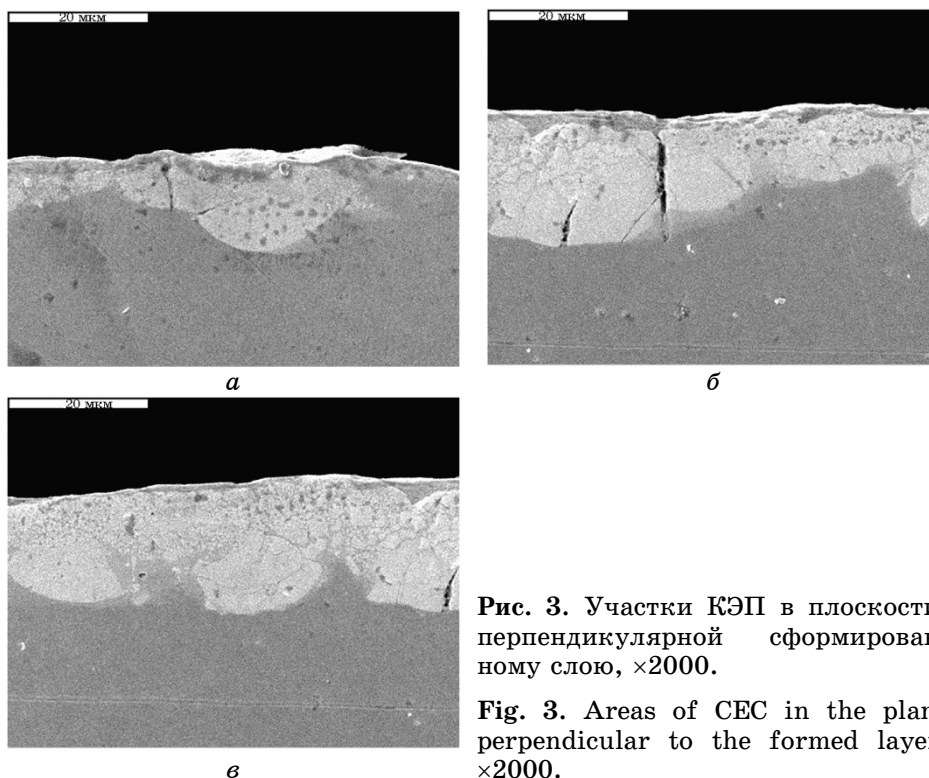 20 мкм
20 мкм
а
б
20 мкм
в
Рис. 3. Участки КЭП в плоскости
перпендикулярной сформирован
ному слою, ×2000.
Fig. 3. Areas of CEC in the plan
perpendicular to the formed layer
×2000.